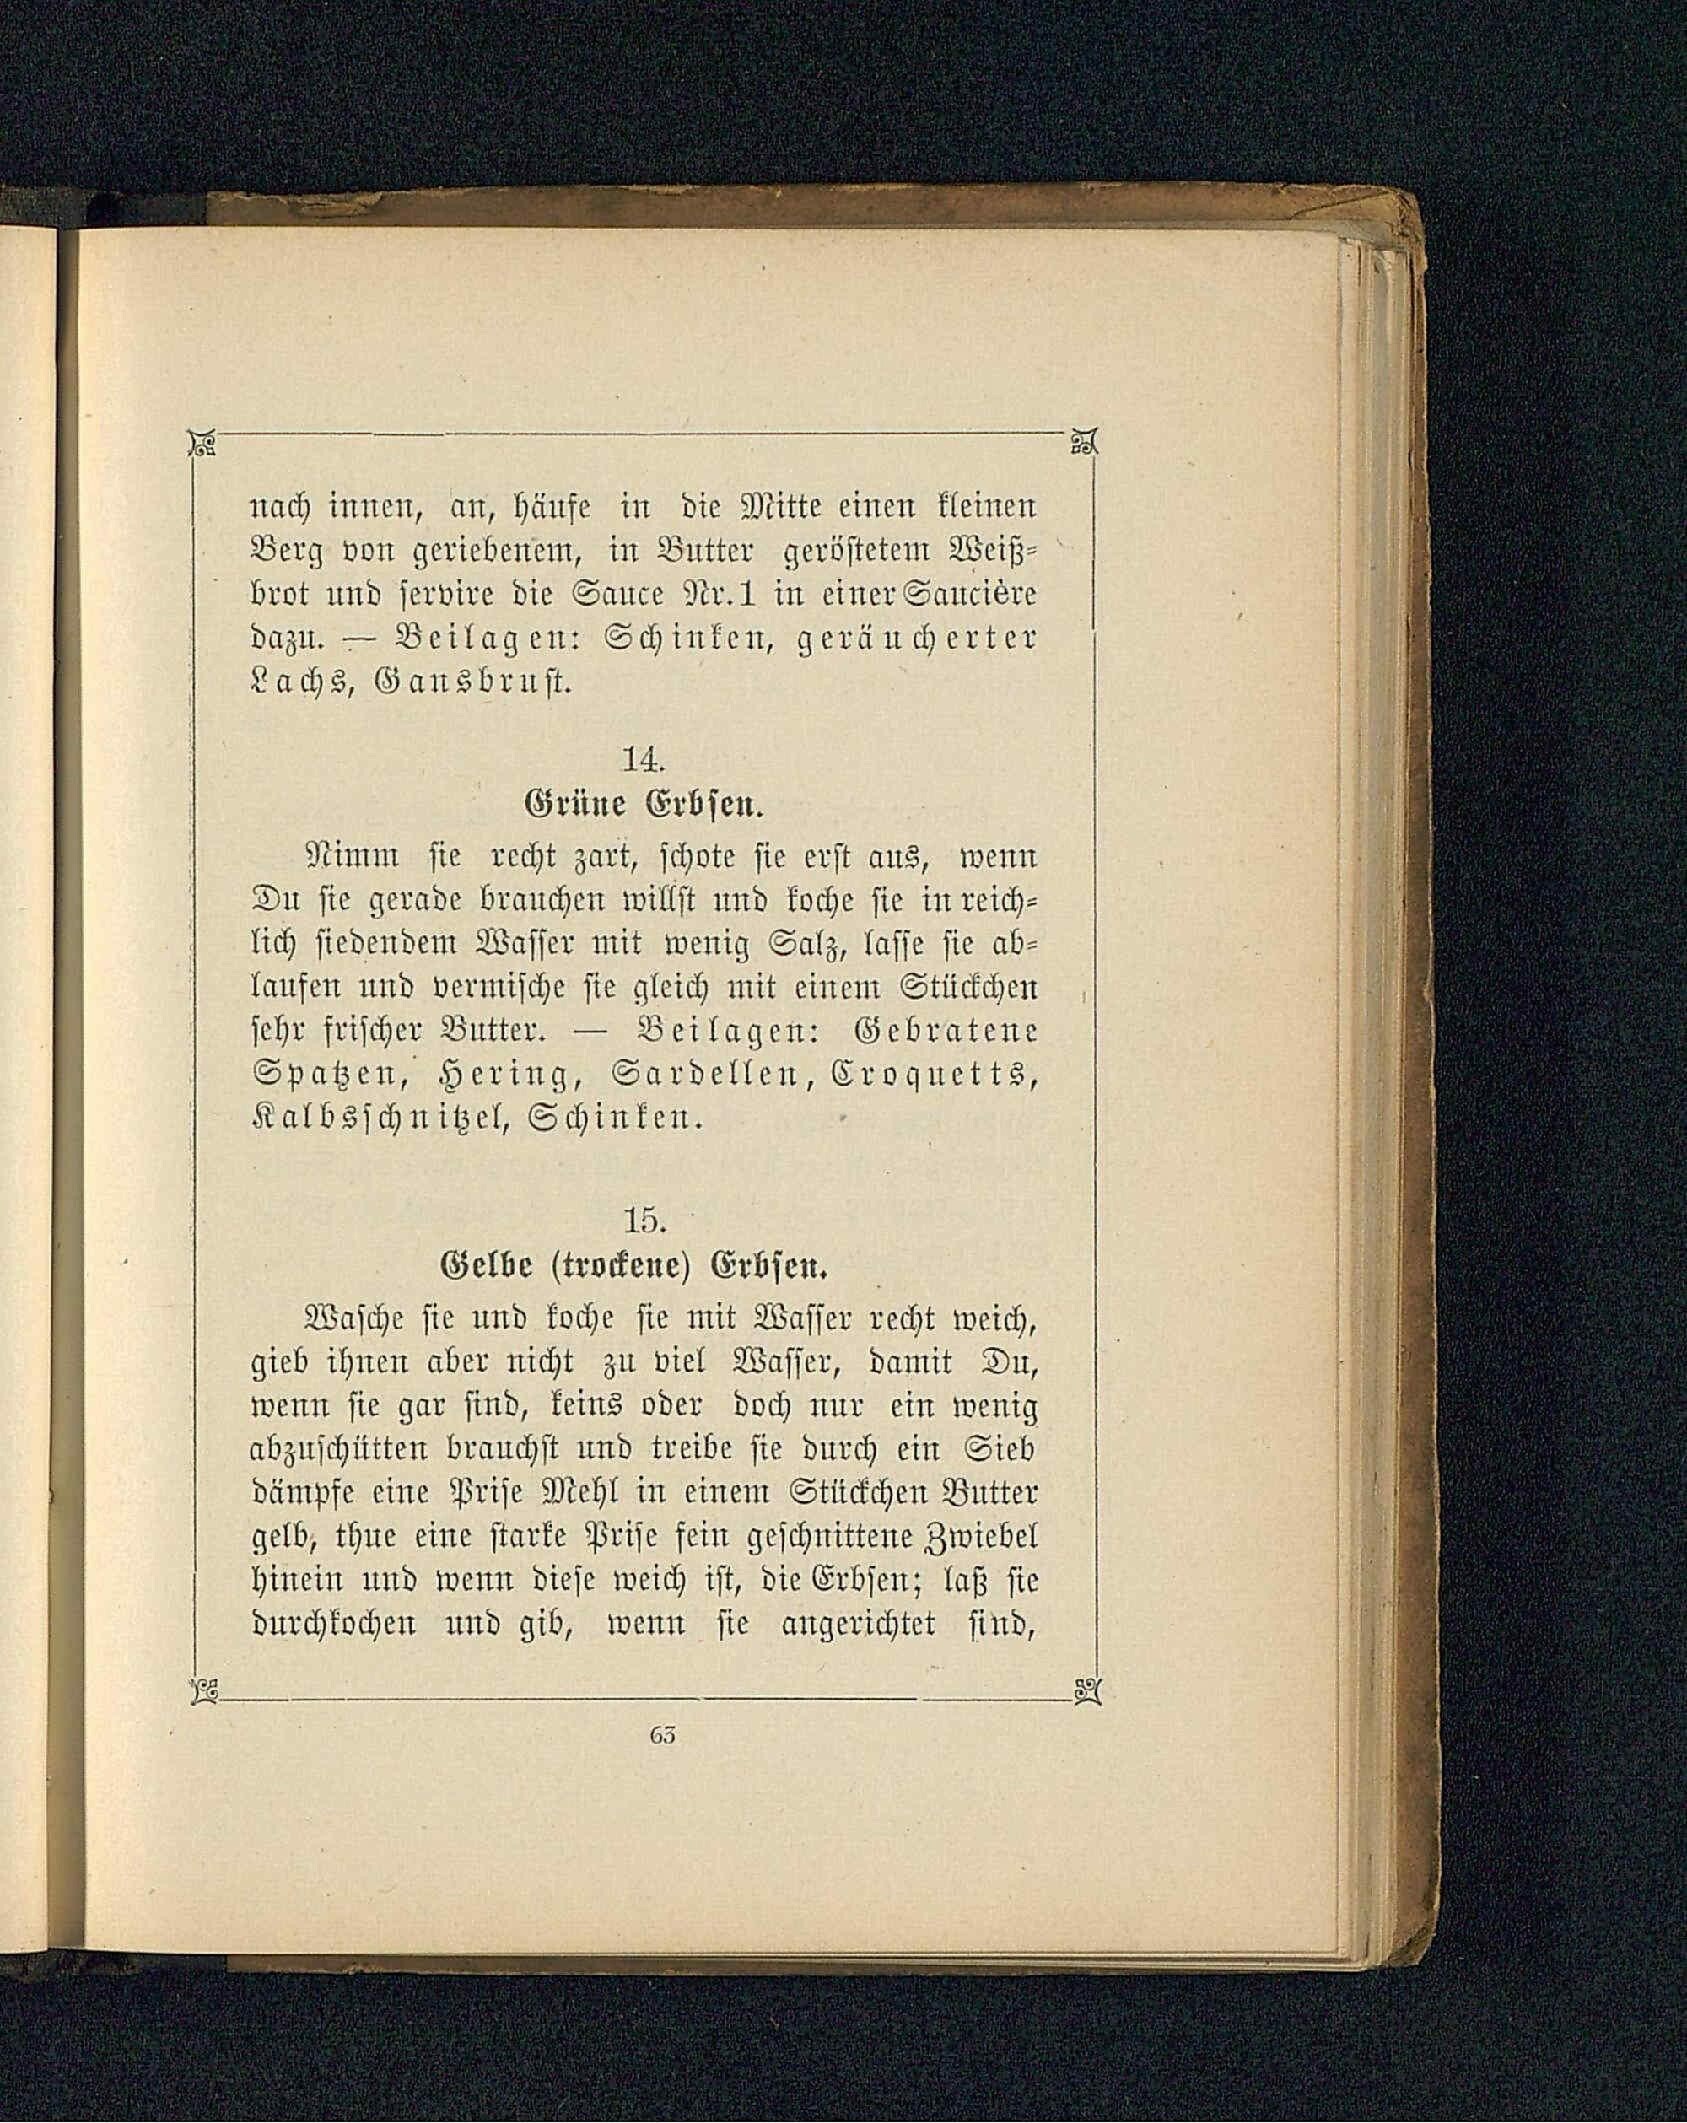 nach innen, an, häufe in die Mitte einen kleinen
Berg von geriebenem, in Butter geröstetem Weiß-
brot und servire die Sauce Nr. 1 in einer Saucière
dazu. — Beilagen: Schinken, geräucherter
Lachs, Gansbrust.
14.
Grüne Erbsen.
Nimm sie recht zart, schote sie erst aus, wenn
Du sie gerade brauchen willst und koche sie in reich-
lich siedendem Wasser mit wenig Salz, lasse sie ab-
laufen und vermische sie gleich mit einem Stückchen
sehr frischer Butter. — Beilagen: Gebratene
Spatzen, Hering, Sardellen, Croquetts,
Kalbsschnitzel, Schinken.
15.
Gelbe (trockene) Erbsen.
Wasche sie und koche sie mit Wasser recht weich,
gieb ihnen aber nicht zu viel Wasser, damit Du,
wenn sie gar sind, keins oder doch nur ein wenig
abzuschütten brauchst und treibe sie durch ein Sieb
dämpfe eine Prise Mehl in einem Stückchen Butter
gelb, thue eine starke Prise fein geschnittene Zwiebel
hinein und wenn diese weich ist, die Erbsen; laß sie
durchkochen und gib, wenn sie angerichtet sind,
63